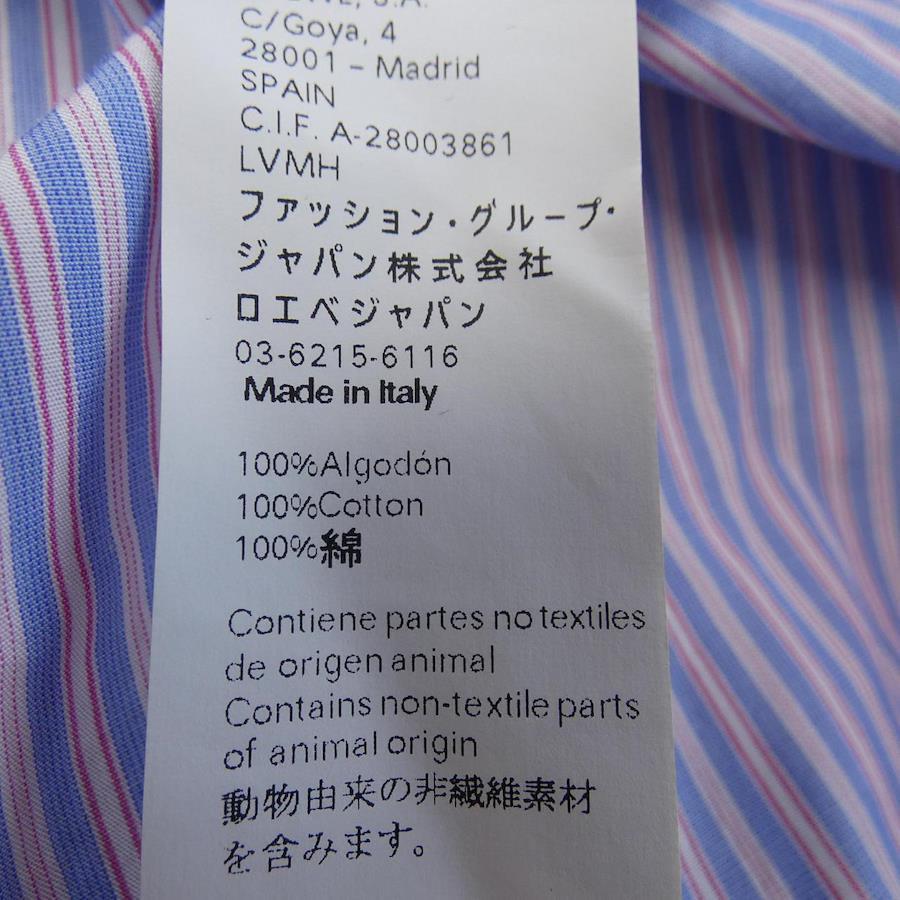 S.A.
C/Goya, 4
28001 – Madrid
SPAIN
C.I.F. A-28003861
LVMH
ファッション・グループ・
ジャパン株式会社
ロエベジャパン
03-6215-6116
Made in Italy
100%Algodón
100%Cotton
100%綿
Contiene partes no textiles
de origen animal
Contains non-textile parts
of animal origin
動物由来の非繊維素材
を含みます。